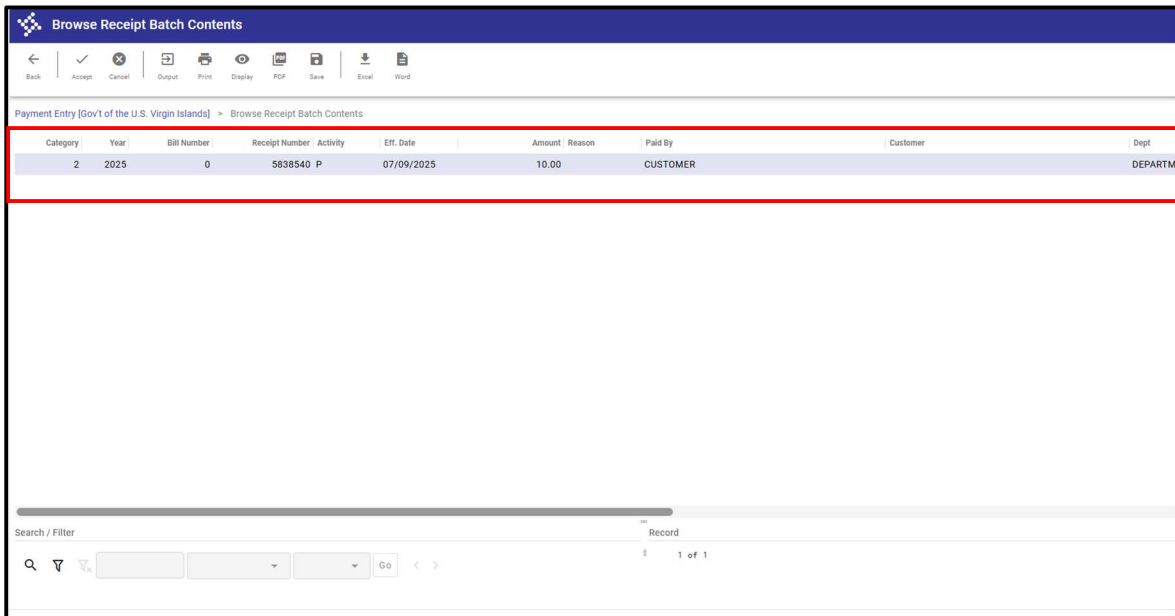 Browse Receipt Batch Contents
Back Accept Cancel Output Print Display PDF Save Excel Word
Payment Entry [Gov't of the U.S. Virgin Islands] > Browse Receipt Batch Contents
Category Year Bill Number Receipt Number Activity Eff. Date Amount Reason Paid By Customer Dept
2 2025 0 5838540 P 07/09/2025 10.00 CUSTOMER DEPARTM
Search / Filter Record
Go < > 1 of 1